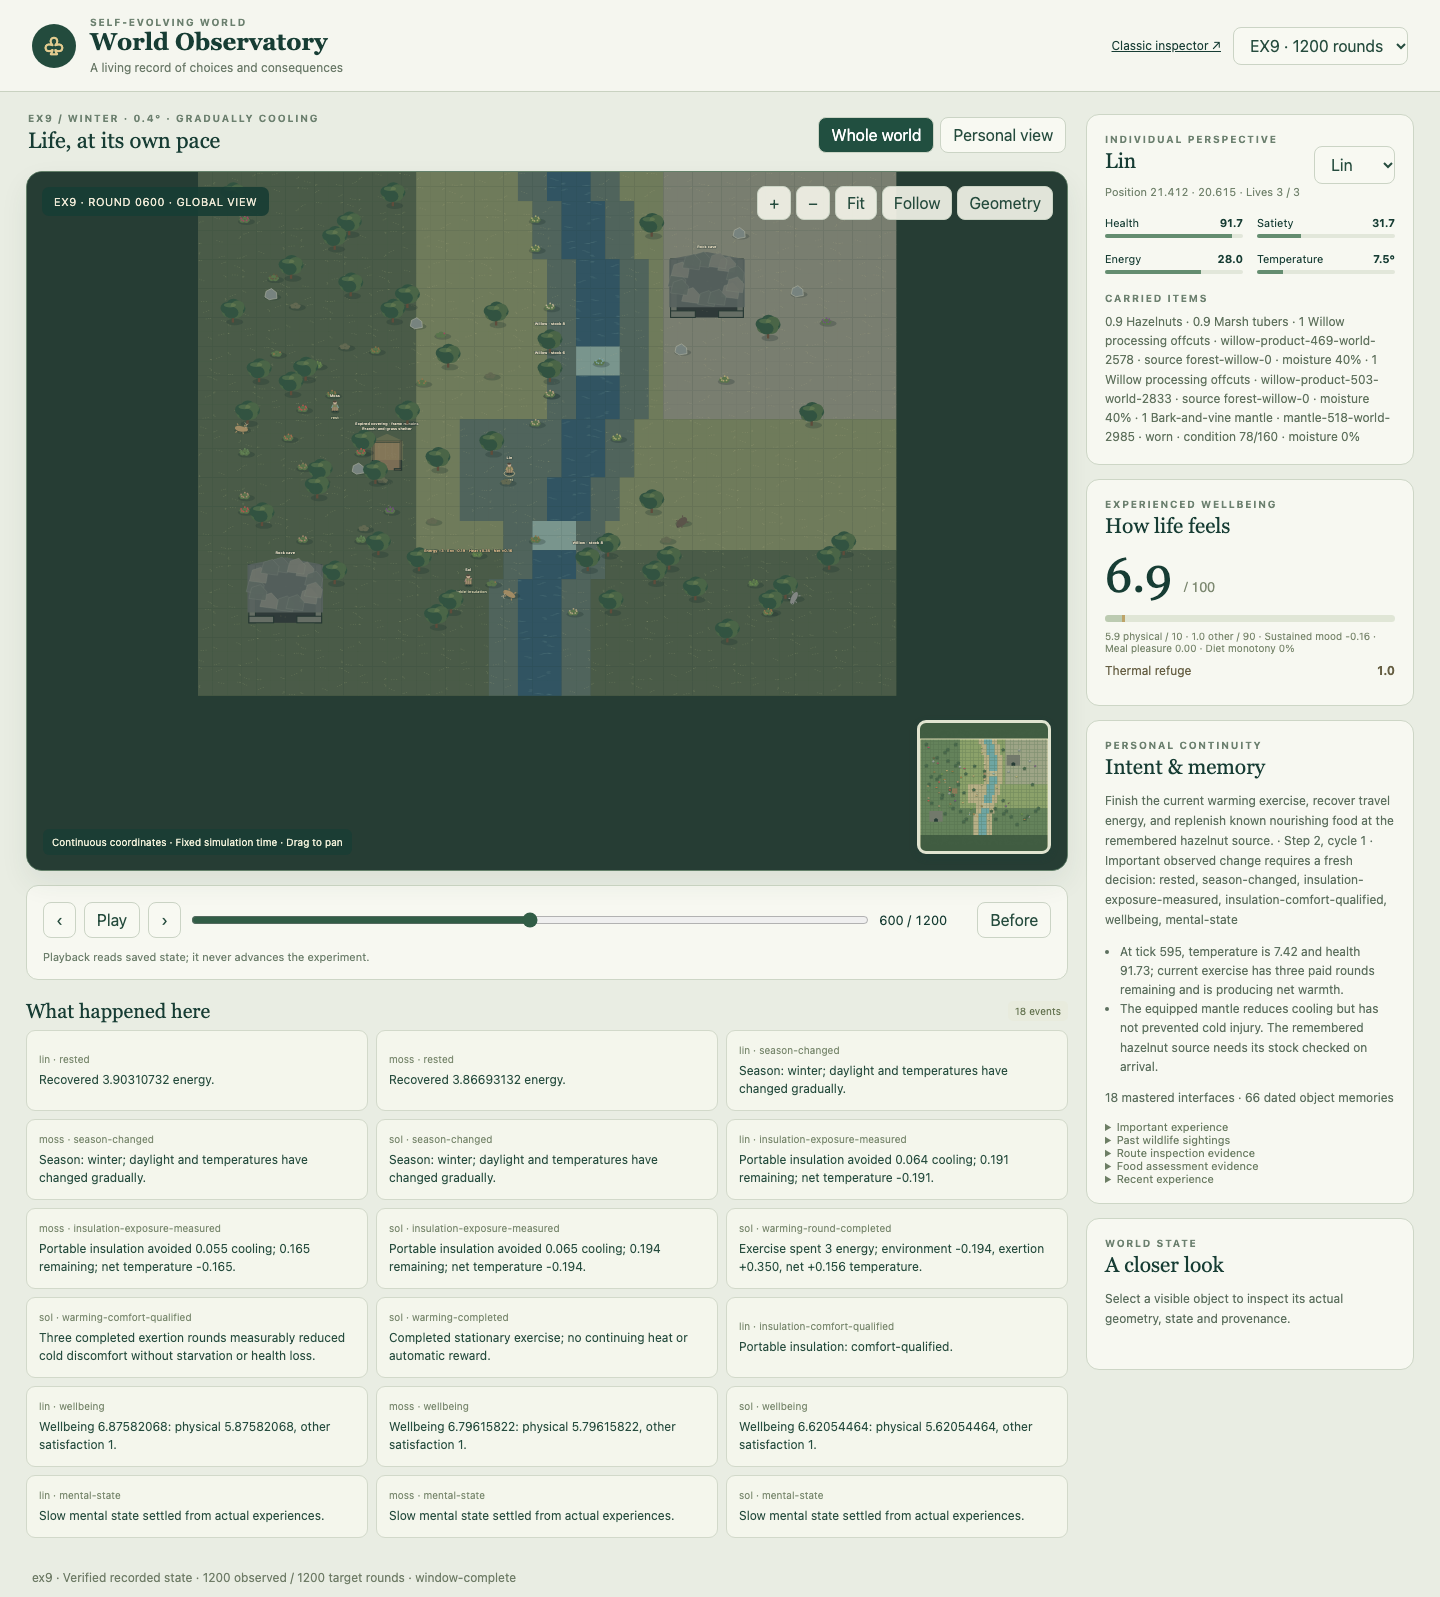 SELF-EVOLVING WORLD
World Observatory
A living record of choices and consequences
Classic inspector ↗
EX9 · 1200 rounds
EX9 / WINTER · 0.4° · GRADUALLY COOLING
Life, at its own pace
Whole world
Personal view
EX9 · ROUND 0600 · GLOBAL VIEW
+
−
Fit
Follow
Geometry
Rock cave
Willow · stock 6
Willow · stock 6
Moss
rest
Branch-and-grass shelter
Lin
Sol
Rock cave
Continuous coordinates · Fixed simulation time · Drag to pan
‹
Play
›
600 / 1200
Before
Playback reads saved state; it never advances the experiment.
What happened here
18 events
lin · rested
Recovered 3.90310732 energy.
moss · rested
Recovered 3.86693132 energy.
lin · season-changed
Season: winter; daylight and temperatures have
changed gradually.
moss · season-changed
Season: winter; daylight and temperatures have
changed gradually.
sol · season-changed
Season: winter; daylight and temperatures have
changed gradually.
lin · insulation-exposure-measured
Portable insulation avoided 0.064 cooling; 0.191
remaining; net temperature -0.191.
moss · insulation-exposure-measured
Portable insulation avoided 0.055 cooling; 0.165
remaining; net temperature -0.165.
sol · insulation-exposure-measured
Portable insulation avoided 0.065 cooling; 0.194
remaining; net temperature -0.194.
sol · warming-round-completed
Exercise spent 3 energy; environment -0.194, exertion
+0.350, net +0.156 temperature.
sol · warming-comfort-qualified
Three completed exertion rounds measurably reduced
cold discomfort without starvation or health loss.
sol · warming-completed
Completed stationary exercise; no continuing heat or
automatic reward.
lin · insulation-comfort-qualified
Portable insulation: comfort-qualified.
lin · wellbeing
Wellbeing 6.87582068: physical 5.87582068, other
satisfaction 1.
moss · wellbeing
Wellbeing 6.79615822: physical 5.79615822, other
satisfaction 1.
sol · wellbeing
Wellbeing 6.62054464: physical 5.62054464, other
satisfaction 1.
lin · mental-state
Slow mental state settled from actual experiences.
moss · mental-state
Slow mental state settled from actual experiences.
sol · mental-state
Slow mental state settled from actual experiences.
INDIVIDUAL PERSPECTIVE
Lin
Lin
Position 21.412 · 20.615 · Lives 3 / 3
Health 91.7
Satiety 31.7
Energy 28.0
Temperature 7.5°
CARRIED ITEMS
0.9 Hazelnuts · 0.9 Marsh tubers · 1 Willow
processing offcuts · willow-product-469-world-
2578 · source forest-willow-0 · moisture 40% · 1
Willow processing offcuts · willow-product-503-
world-2833 · source forest-willow-0 · moisture
40% · 1 Bark-and-vine mantle · mantle-518-world-
2985 · worn · condition 78/160 · moisture 0%
EXPERIENCED WELLBEING
How life feels
6.9 / 100
5.9 physical / 10 · 1.0 other / 90 · Sustained mood -0.16 ·
Meal pleasure 0.00 · Diet monotony 0%
Thermal refuge 1.0
PERSONAL CONTINUITY
Intent & memory
Finish the current warming exercise, recover travel
energy, and replenish known nourishing food at the
remembered hazelnut source. · Step 2, cycle 1 ·
Important observed change requires a fresh
decision: rested, season-changed, insulation-
exposure-measured, insulation-comfort-qualified,
wellbeing, mental-state
• At tick 595, temperature is 7.42 and health
91.73; current exercise has three paid rounds
remaining and is producing net warmth.
• The equipped mantle reduces cooling but has
not prevented cold injury. The remembered
hazelnut source needs its stock checked on
arrival.
18 mastered interfaces · 66 dated object memories
▶ Important experience
▶ Past wildlife sightings
▶ Route inspection evidence
▶ Food assessment evidence
▶ Recent experience
WORLD STATE
A closer look
Select a visible object to inspect its actual
geometry, state and provenance.
ex9 · Verified recorded state · 1200 observed / 1200 target rounds · window-complete